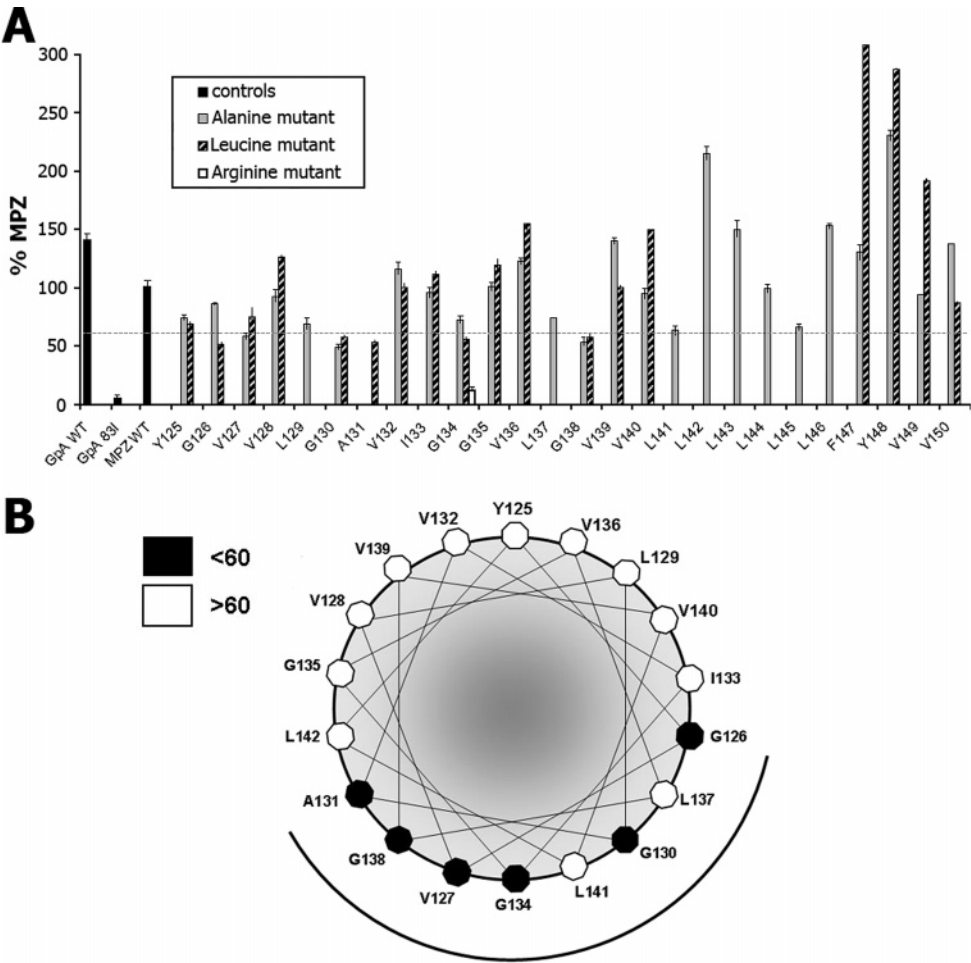 A
300
250
200
150
100
50
0
% MPZ
controls
Alanine mutant
Leucine mutant
Arginine mutant
GpA WT
GpA 83I
MPZ WT
Y125
G126
V127
V128
L129
G130
A131
V132
I133
G134
G135
V136
L137
G138
V139
V140
L141
L142
L143
L144
L145
L146
F147
Y148
V149
V150
B
<60
>60
Y125
V136
L129
V140
I133
G126
L137
G130
L141
G134
V127
G138
A131
L142
G135
V128
V139
V132